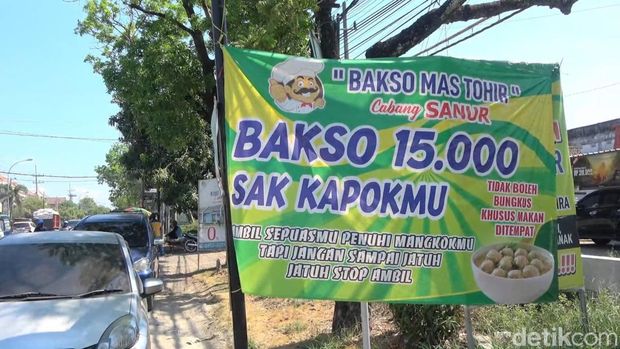 " BAKSO MAS TOHIR "
Cabang SANUR
BAKSO 15.000
SAK KAPOKMU
TIDAK BOLEH
BUNGKUS
KHUSUS MAKAN
DITEMPAT
AMBIL SEPUASMU PENUHI MANGKOKMU
TAPI JANGAN SAMPAI JATUH
JATUH STOP AMBIL
!!!
detikcom